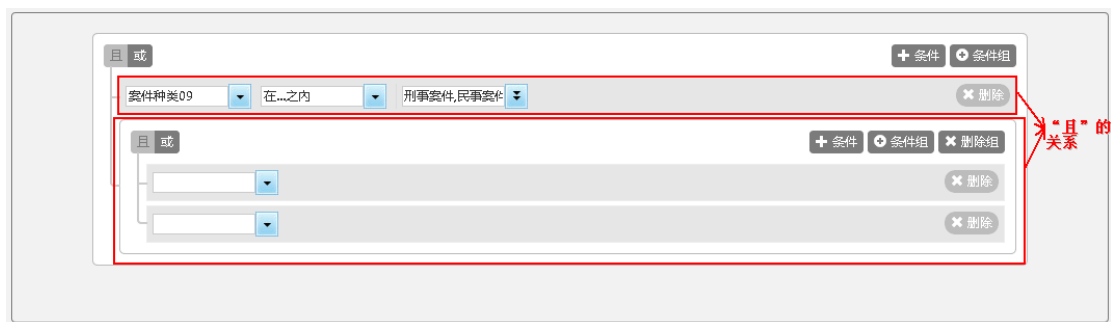 且 或 条件 条件组
案件种类09 在...之内 刑事案件,民事案件 删除
“且”的
关系
且 或 条件 条件组 删除组
删除
删除